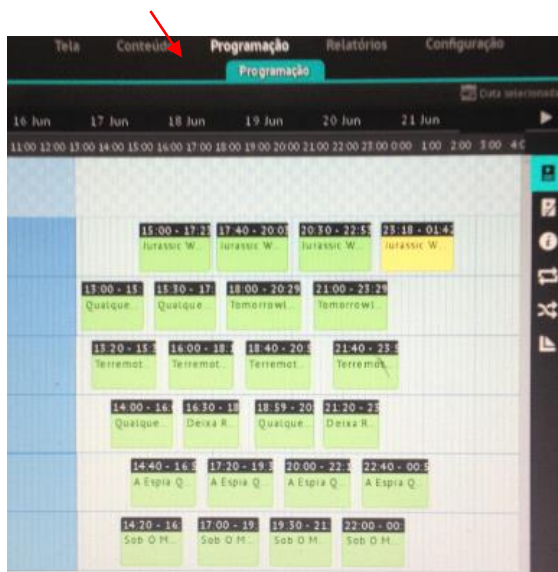 Tela Conteúdo Programação Relatórios Configuração
Programação
Data selecionada
16 Jun 17 Jun 18 Jun 19 Jun 20 Jun 21 Jun
11:00 12:00 13:00 14:00 15:00 16:00 17:00 18:00 19:00 20:00 21:00 22:00 23:00 0:00 1:00 2:00 3:00
15:00 - 17:23 17:40 - 20:03 20:30 - 22:53 23:18 - 01:42
Jurassic W... Jurassic W... Jurassic W... Jurassic W...
13:00 - 15 15:30 - 17 18:00 - 20:29 21:00 - 23:29
Qualque... Qualque... Tomorrowl... Tomorrowl...
13:20 - 15: 16:00 - 18: 18:40 - 20: 21:40 - 23:
Terremot... Terremot... Terremot... Terremot...
14:00 - 16: 16:30 - 18 18:59 - 20: 21:20 - 23
Qualque... Deixa R... Qualque... Deixa R...
14:40 - 16: 17:20 - 19: 20:00 - 22: 22:40 - 00:
A Espia Q... A Espia Q... A Espia Q... A Espia Q...
14:20 - 16: 17:00 - 19: 19:30 - 21: 22:00 - 00:
Sob O M... Sob O M... Sob O M... Sob O M...